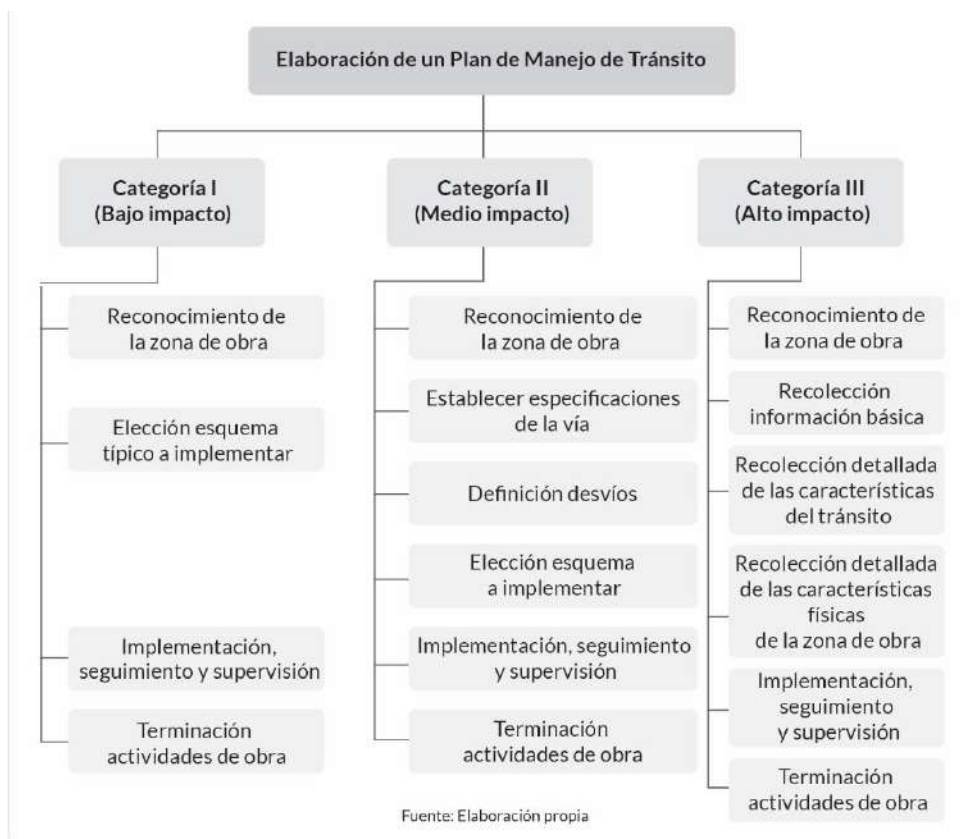 Elaboración de un Plan de Manejo de Tránsito
Categoría I
(Bajo impacto)
Reconocimiento de
la zona de obra
Elección esquema
típico a implementar
Implementación,
seguimiento y supervisión
Terminación
actividades de obra
Categoría II
(Medio impacto)
Reconocimiento de
la zona de obra
Establecer especificaciones
de la vía
Definición desvíos
Elección esquema
a implementar
Implementación, seguimiento
y supervisión
Terminación
actividades de obra
Categoría III
(Alto impacto)
Reconocimiento de
la zona de obra
Recolección
información básica
Recolección detallada
de las características
del tránsito
Recolección detallada
de las características
físicas
de la zona de obra
Implementación,
seguimiento
y supervisión
Terminación
actividades de obra
Fuente: Elaboración propia